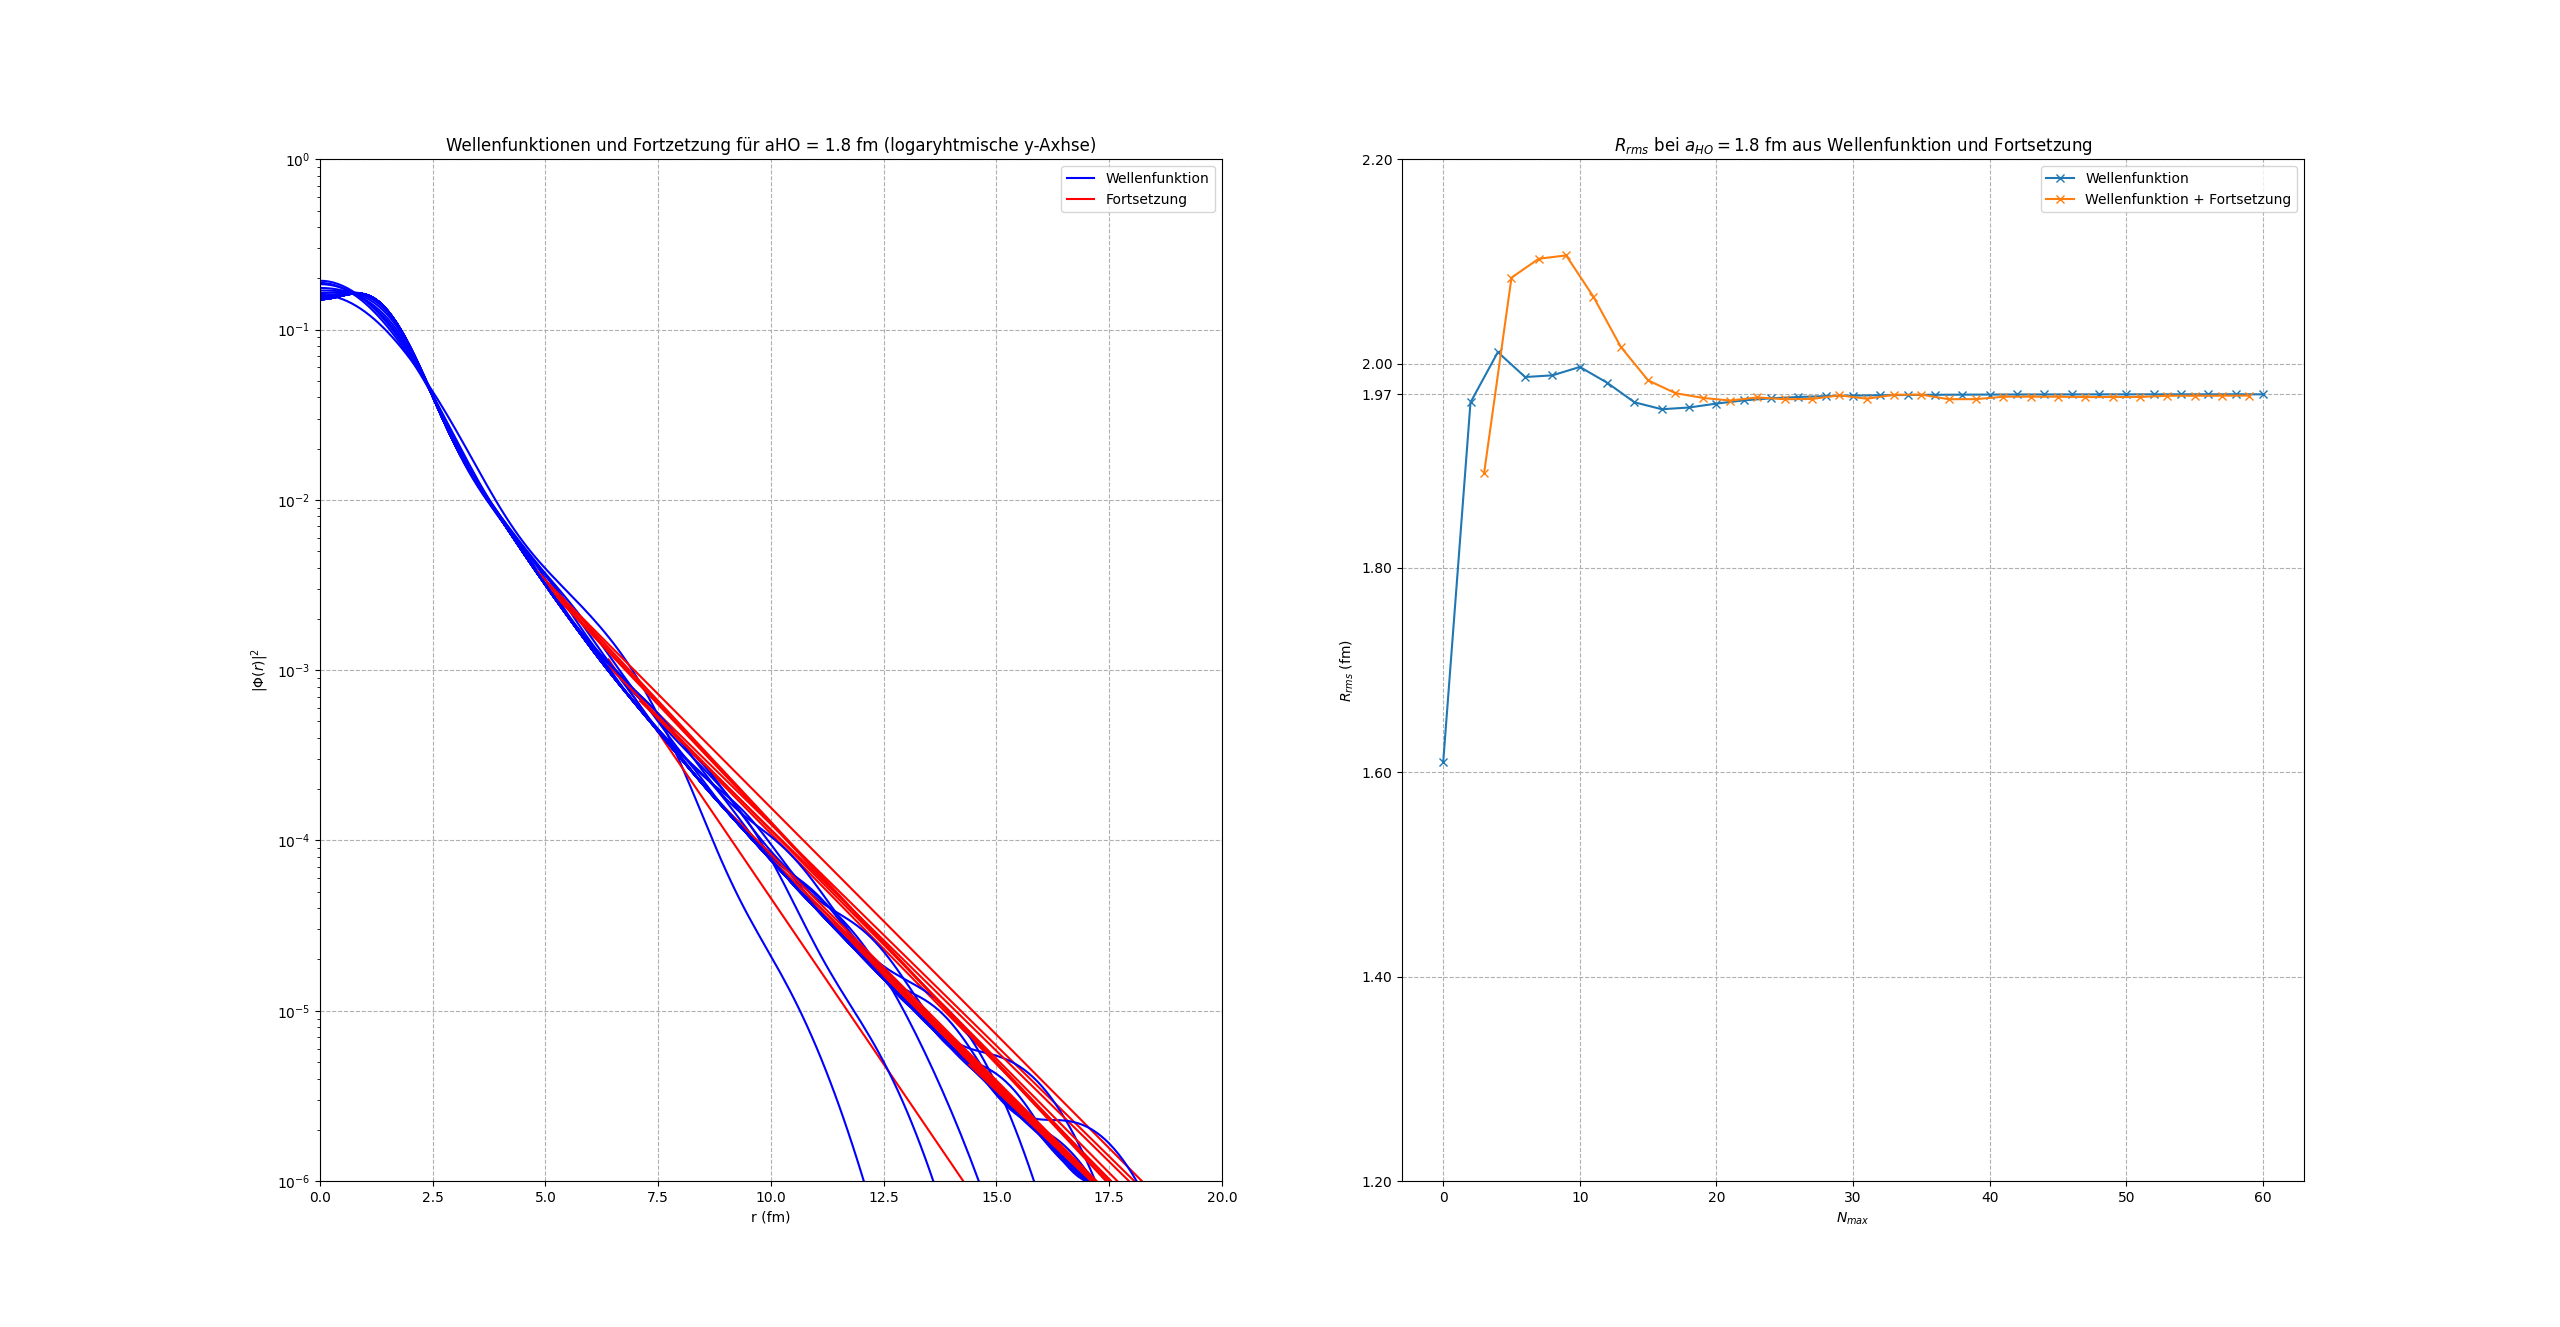 Wellenfunktionen und Fortzetzung für aHO = 1.8 fm (logaryhtmische y-Axhse)
10⁰
10⁻¹
10⁻²
10⁻³
10⁻⁴
10⁻⁵
10⁻⁶
|Φ(r)|²
Wellenfunktion
Fortsetzung
0.0 2.5 5.0 7.5 10.0 12.5 15.0 17.5 20.0
r (fm)
R_rms bei a_HO = 1.8 fm aus Wellenfunktion und Fortsetzung
2.20
2.00
1.97
1.80
1.60
1.40
1.20
R_rms (fm)
Wellenfunktion
Wellenfunktion + Fortsetzung
0 10 20 30 40 50 60
N_max